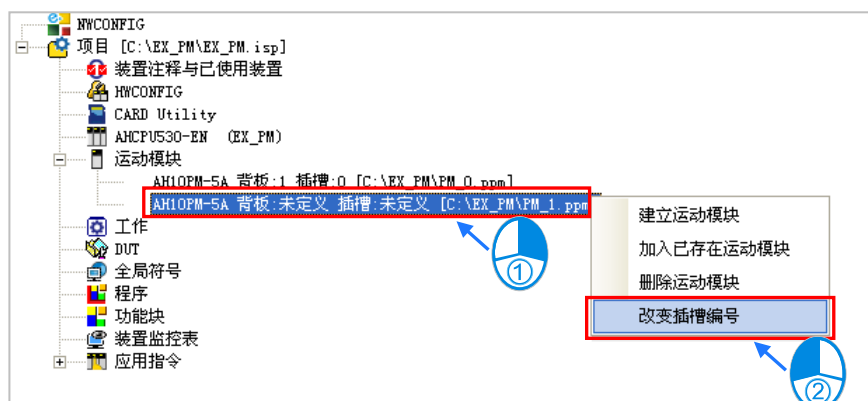 NWCONFIG
项目 [C:\EX_PM\EX_PM.isp]
装置注释与已使用装置
HWCONFIG
CARD Utility
AHCPU530-EN (EX_PM)
运动模块
AH10PM-5A 背板:1 插槽:0 [C:\EX_PM\PM_0.ppm]
AH10PM-5A 背板:未定义 插槽:未定义 [C:\EX_PM\PM_1.ppm
工作
DUT
全局符号
程序
功能块
装置监控表
应用指令
建立运动模块
加入已存在运动模块
删除运动模块
改变插槽编号
①
②